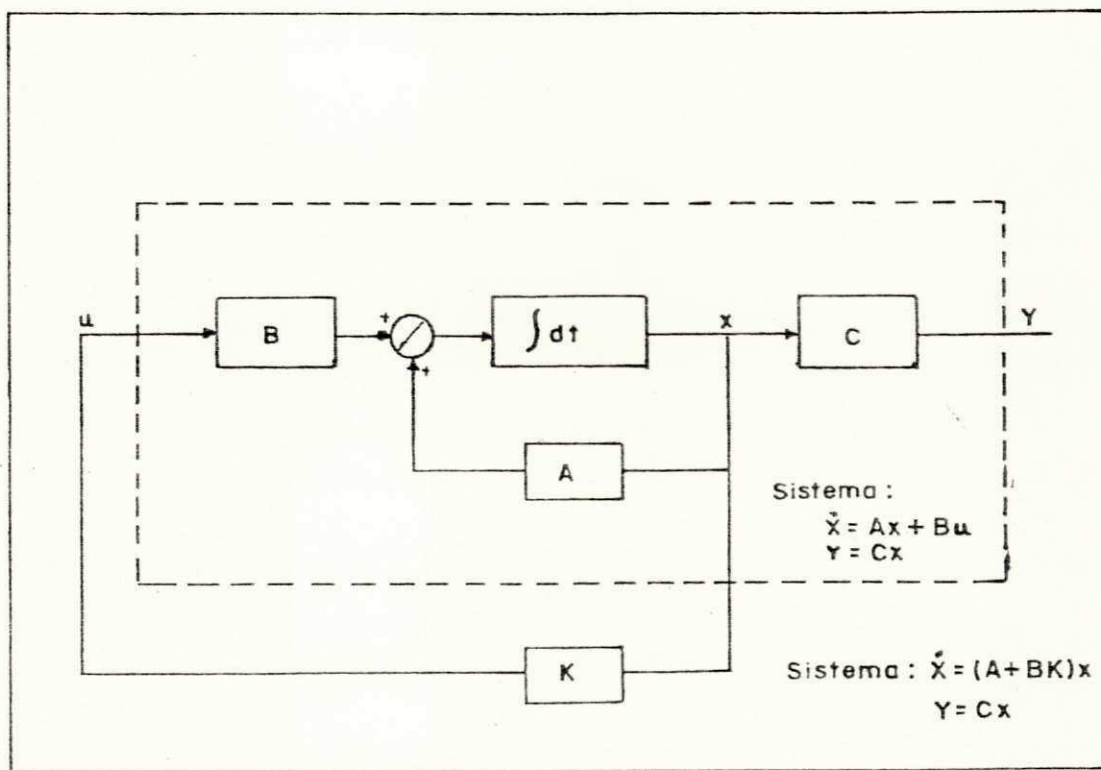 u
B
+
+
∫dt
x
C
Y
A
Sistema :
ẋ = Ax + Bu
Y = Cx
K
Sistema : ẋ = (A+BK)x
Y = Cx